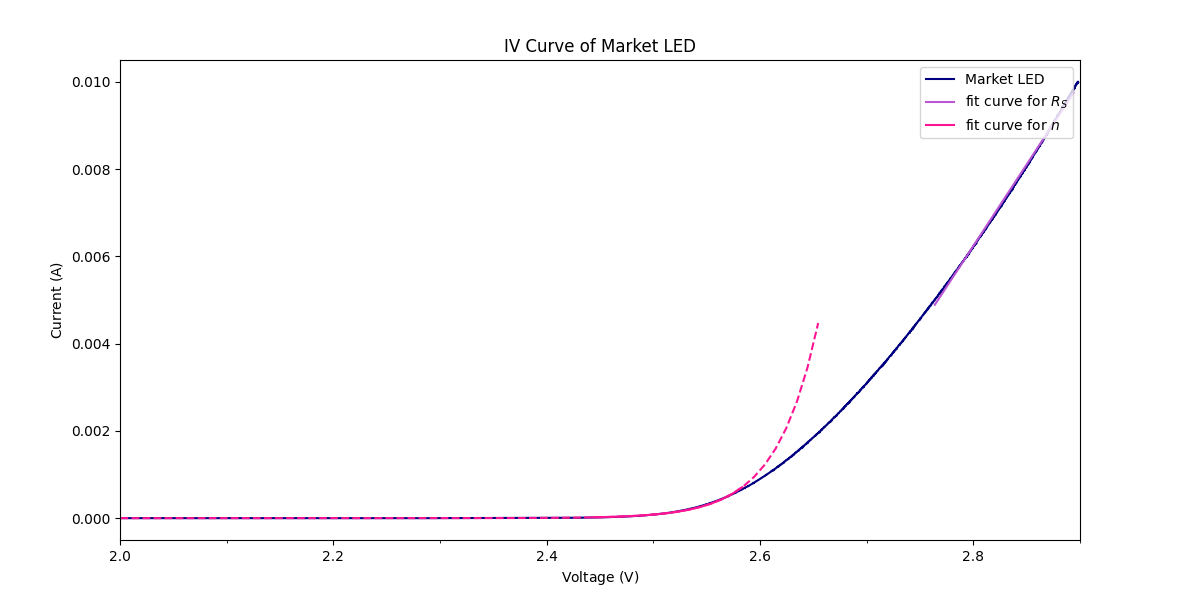 IV Curve of Market LED
Current (A)
0.010
0.008
0.006
0.004
0.002
0.000
2.0 2.2 2.4 2.6 2.8
Voltage (V)
Market LED
fit curve for R_S
fit curve for n